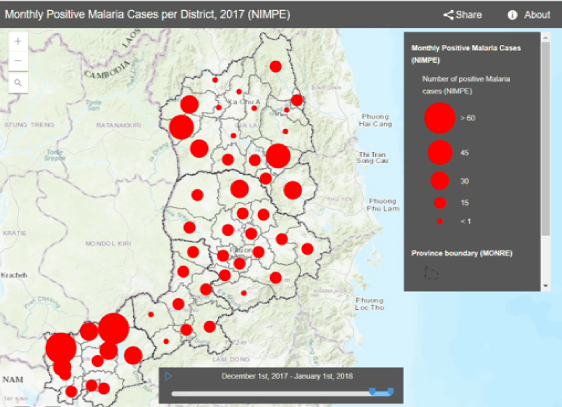 Monthly Positive Malaria Cases per District, 2017 (NIMPE)
Share
About
+
−
LAOS
CAMBODIA
Monthly Positive Malaria Cases
(NIMPE)
Number of positive Malaria
cases (NIMPE)
> 60
45
30
15
< 1
Province boundary (MONRE)
STUNG TRENG
RATANAKKIRI
Phuong
Hai Cang
Thi Tran
Song Cau
Phuong
Phu Lam
KRATIE
MONDOL KIRI
Kracheh
Phuong
Loc Tho
LAM DONG
NAM
December 1st, 2017 - January 1st, 2018